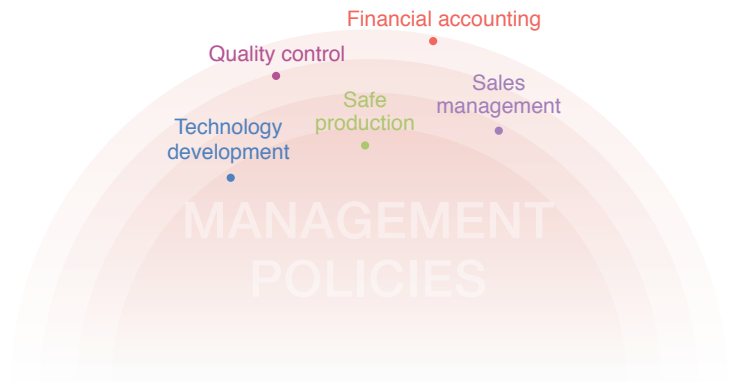 Financial accounting
Quality control
Sales
management
Safe
production
Technology
development
MANAGEMENT
POLICIES